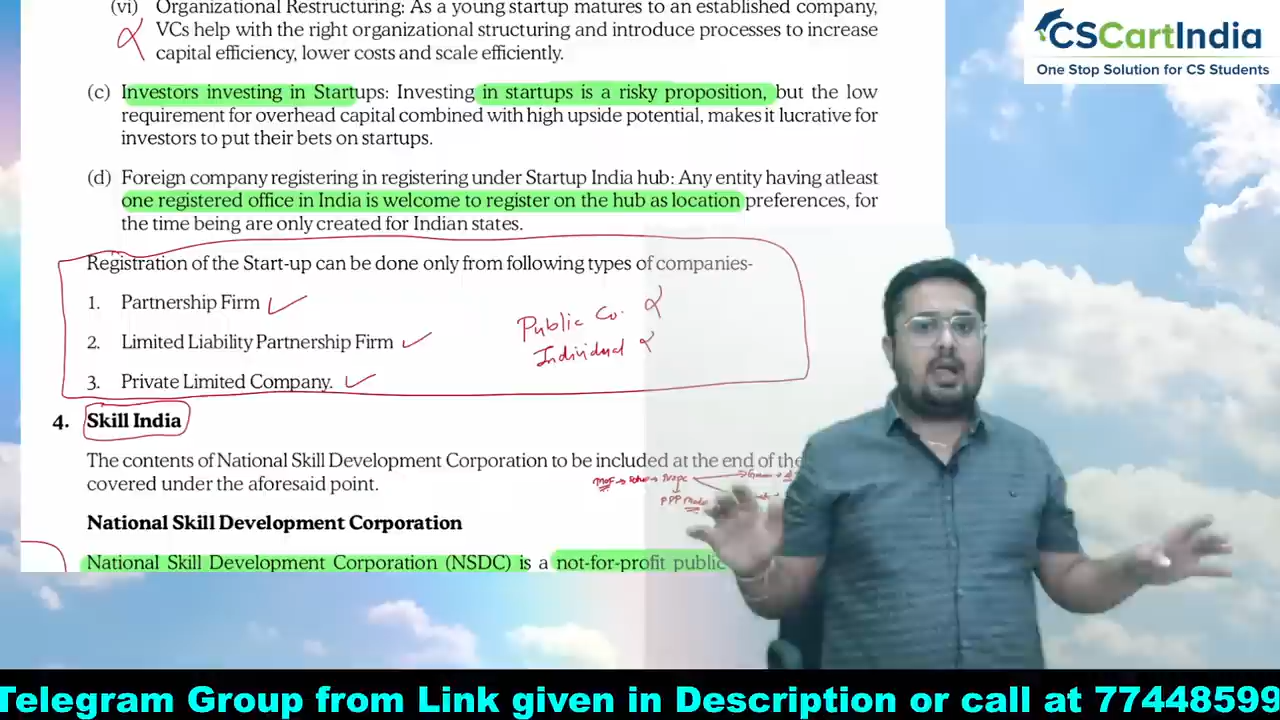 (vi) Organizational Restructuring: As a young startup matures to an established company,
VCs help with the right organizational structuring and introduce processes to increase
capital efficiency, lower costs and scale efficiently.
CSCartIndia
One Stop Solution for CS Students
(c) Investors investing in Startups: Investing in startups is a risky proposition, but the low
requirement for overhead capital combined with high upside potential, makes it lucrative for
investors to put their bets on startups.
(d) Foreign company registering in registering under Startup India hub: Any entity having atleast
one registered office in India is welcome to register on the hub as location preferences, for
the time being are only created for Indian states.
Registration of the Start-up can be done only from following types of companies-
1. Partnership Firm
2. Limited Liability Partnership Firm
3. Private Limited Company.
Public Co.
Individual
4. Skill India
The contents of National Skill Development Corporation to be included at the end of the
covered under the aforesaid point.
PPP
National Skill Development Corporation
National Skill Development Corporation (NSDC) is a not-for-profit public
Telegram Group from Link given in Description or call at 77448599